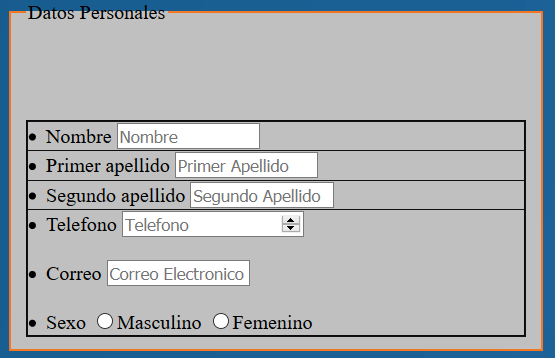 Datos Personales
Nombre Nombre
Primer apellido Primer Apellido
Segundo apellido Segundo Apellido
Telefono Telefono
Correo Correo Electronico
Sexo Masculino Femenino